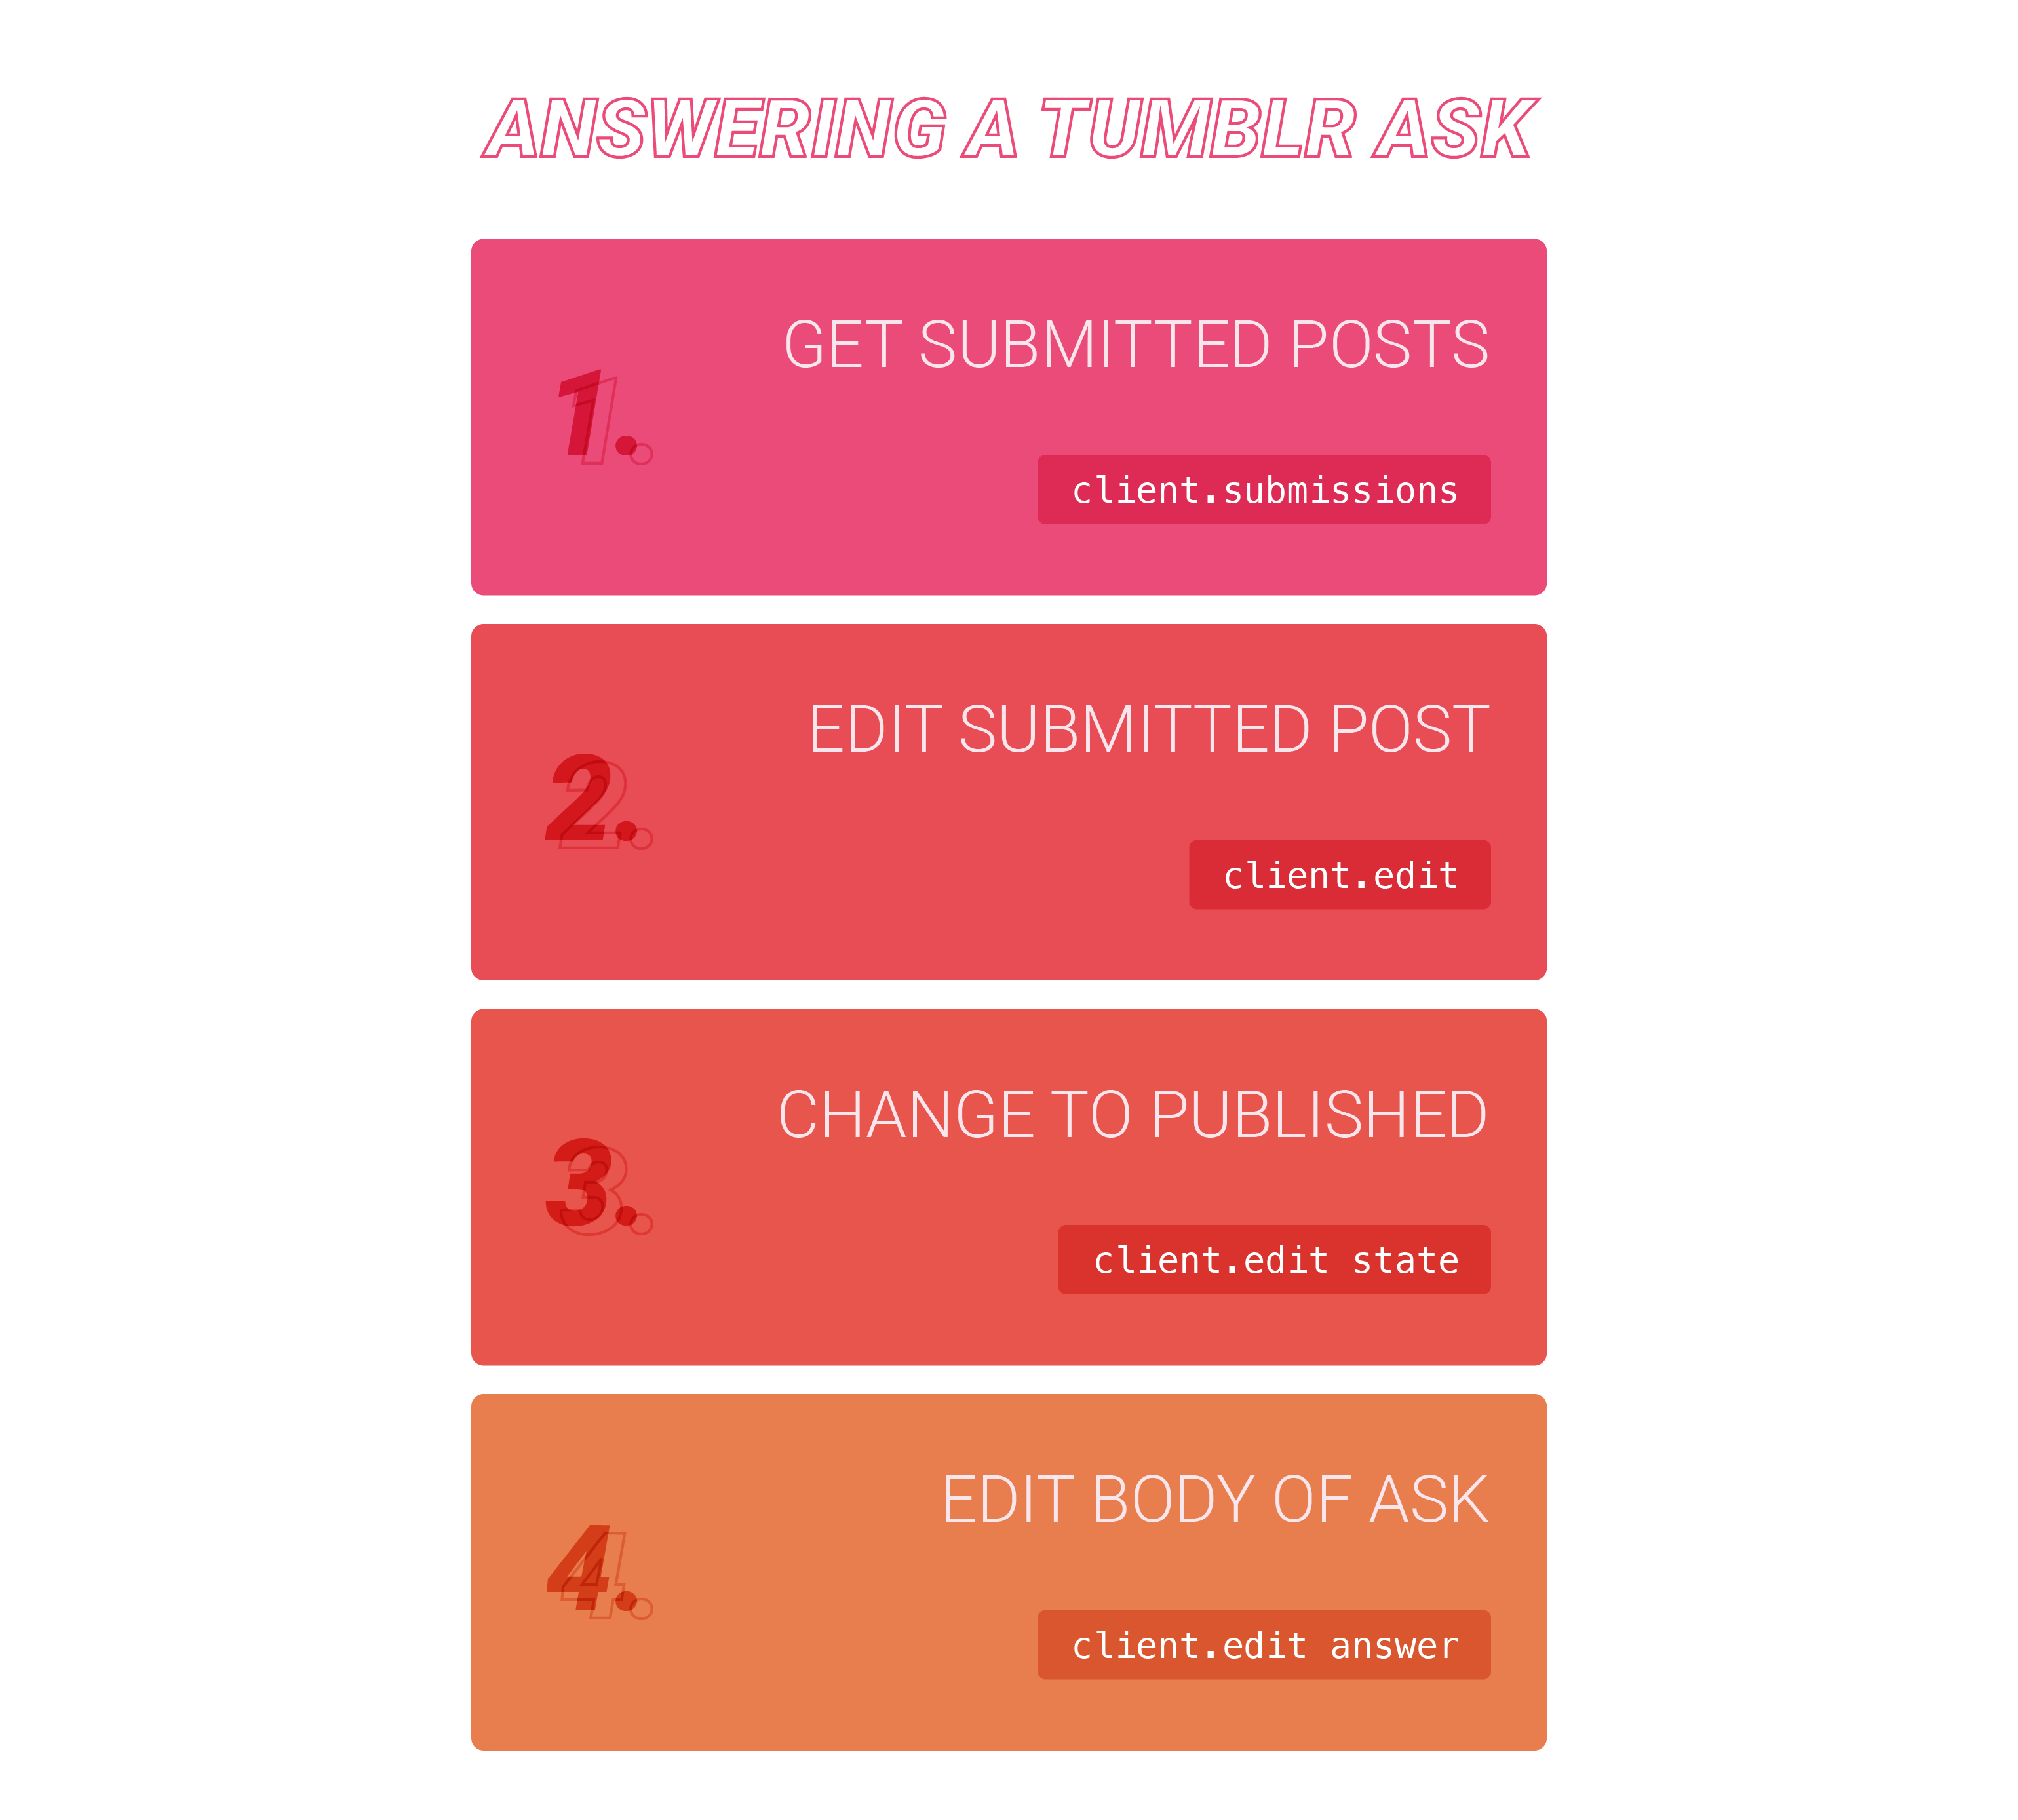 ANSWERING A TUMBLR ASK
1.
GET SUBMITTED POSTS
client.submissions
2.
EDIT SUBMITTED POST
client.edit
3.
CHANGE TO PUBLISHED
client.edit state
4.
EDIT BODY OF ASK
client.edit answer